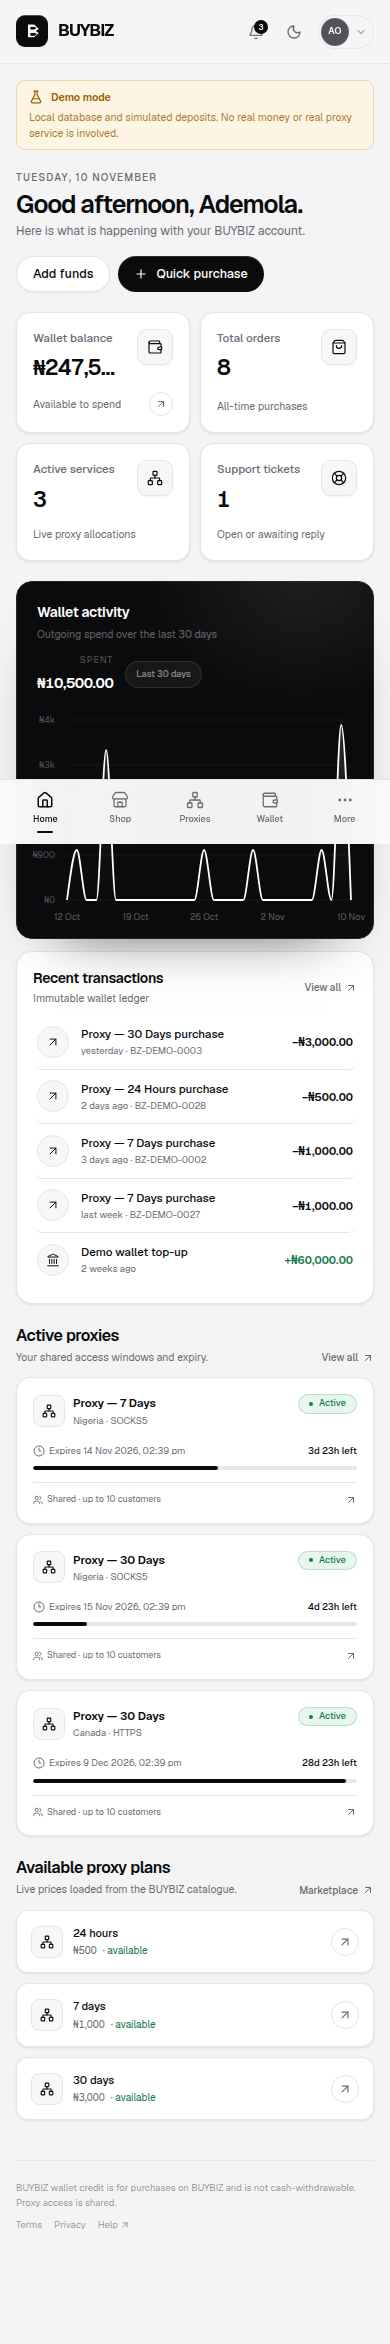 BUYBIZ
3
AO
Demo mode
Local database and simulated deposits. No real money or real proxy
service is involved.
TUESDAY, 10 NOVEMBER
Good afternoon, Ademola.
Here is what is happening with your BUYBIZ account.
Add funds
Quick purchase
Wallet balance
₦247,5...
Available to spend
Total orders
8
All-time purchases
Active services
3
Live proxy allocations
Support tickets
1
Open or awaiting reply
Wallet activity
Outgoing spend over the last 30 days
SPENT
₦10,500.00
Last 30 days
₦4k
₦3k
Home
Shop
Proxies
Wallet
More
₦900
₦0
12 Oct
19 Oct
26 Oct
2 Nov
10 Nov
Recent transactions
Immutable wallet ledger
View all
Proxy — 30 Days purchase
yesterday · BZ-DEMO-0003
−₦3,000.00
Proxy — 24 Hours purchase
2 days ago · BZ-DEMO-0028
−₦500.00
Proxy — 7 Days purchase
3 days ago · BZ-DEMO-0002
−₦1,000.00
Proxy — 7 Days purchase
last week · BZ-DEMO-0027
−₦1,000.00
Demo wallet top-up
2 weeks ago
+₦60,000.00
Active proxies
Your shared access windows and expiry.
View all
Proxy — 7 Days
Nigeria · SOCKS5
Active
Expires 14 Nov 2026, 02:39 pm
3d 23h left
Shared · up to 10 customers
Proxy — 30 Days
Nigeria · SOCKS5
Active
Expires 15 Nov 2026, 02:39 pm
4d 23h left
Shared · up to 10 customers
Proxy — 30 Days
Canada · HTTPS
Active
Expires 9 Dec 2026, 02:39 pm
28d 23h left
Shared · up to 10 customers
Available proxy plans
Live prices loaded from the BUYBIZ catalogue.
Marketplace
24 hours
₦500 · available
7 days
₦1,000 · available
30 days
₦3,000 · available
BUYBIZ wallet credit is for purchases on BUYBIZ and is not cash-withdrawable.
Proxy access is shared.
Terms
Privacy
Help